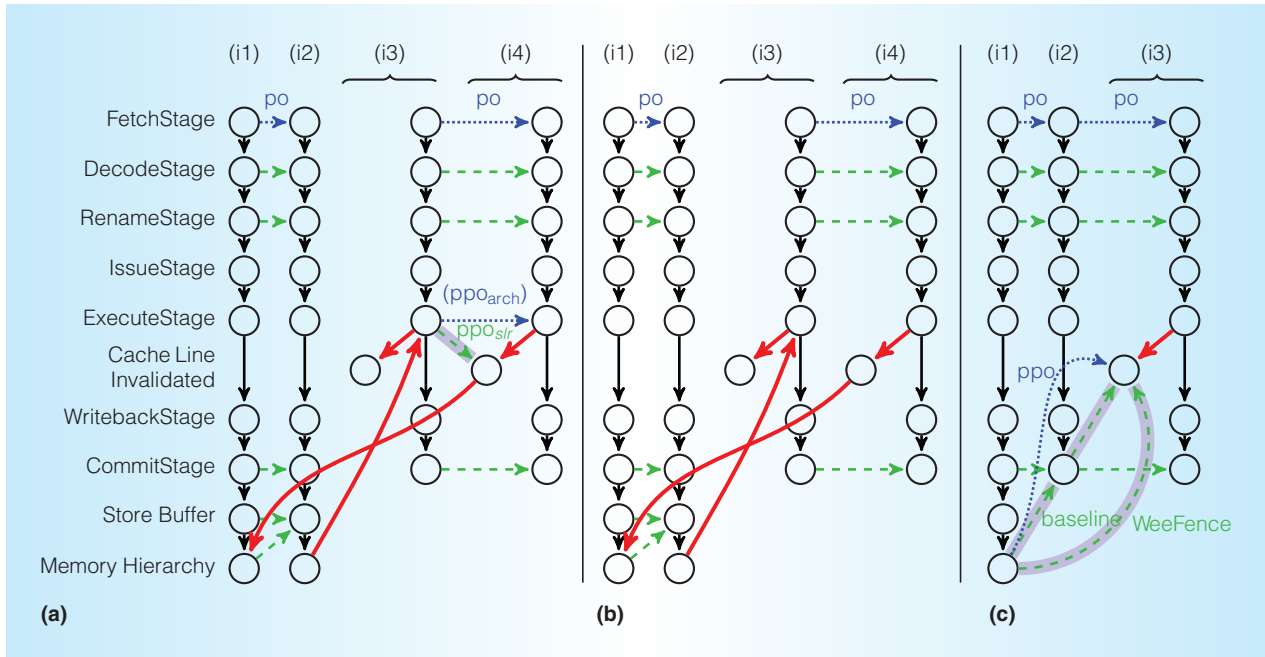 (i1) (i2) (i3) (i4) (i1) (i2) (i3) (i4) (i1) (i2) (i3)
po po po po po po
FetchStage
DecodeStage
RenameStage
IssueStage
(ppoarch)
ExecuteStage
pposlr
Cache Line
Invalidated
ppo
WritebackStage
CommitStage
Store Buffer
baseline WeeFence
Memory Hierarchy
(a) (b) (c)